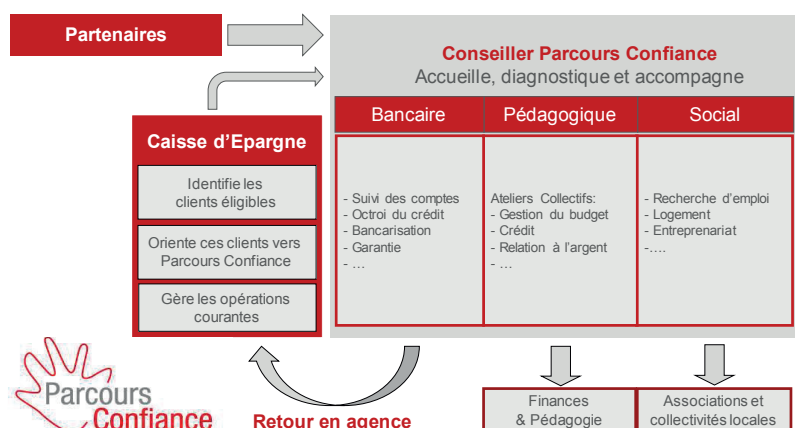 Partenaires
Conseiller Parcours Confiance
Accueille, diagnostique et accompagne
Bancaire
Pédagogique
Social
Caisse d'Epargne
Identifie les
clients éligibles
Oriente ces clients vers
Parcours Confiance
Gère les opérations
courantes
- Suivi des comptes
- Octroi du crédit
- Bancarisation
- Garantie
- ...
Ateliers Collectifs:
- Gestion du budget
- Crédit
- Relation à l'argent
- ...
- Recherche d'emploi
- Logement
- Entreprenariat
-....
Parcours
Confiance
Retour en agence
Finances
& Pédagogie
Associations et
collectivités locales